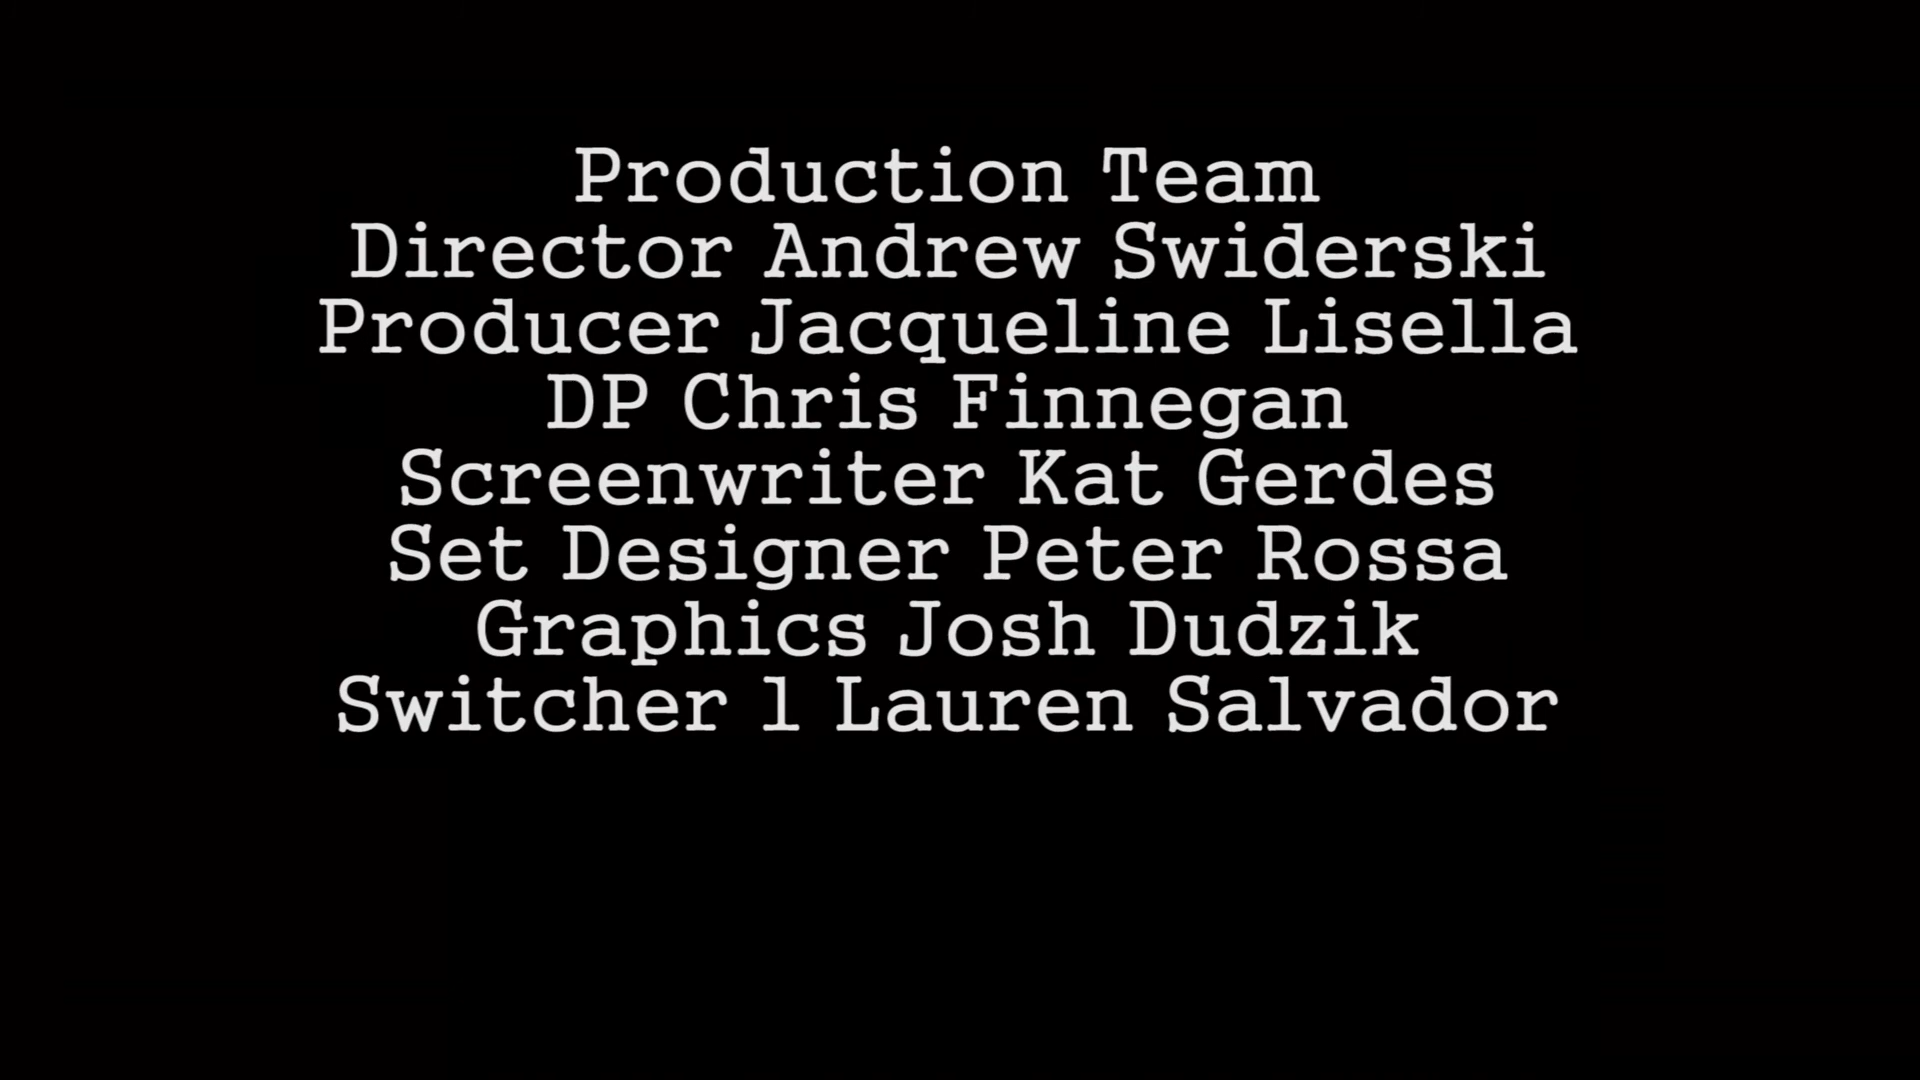 Production Team
Director Andrew Swiderski
Producer Jacqueline Lisella
DP Chris Finnegan
Screenwriter Kat Gerdes
Set Designer Peter Rossa
Graphics Josh Dudzik
Switcher 1 Lauren Salvador